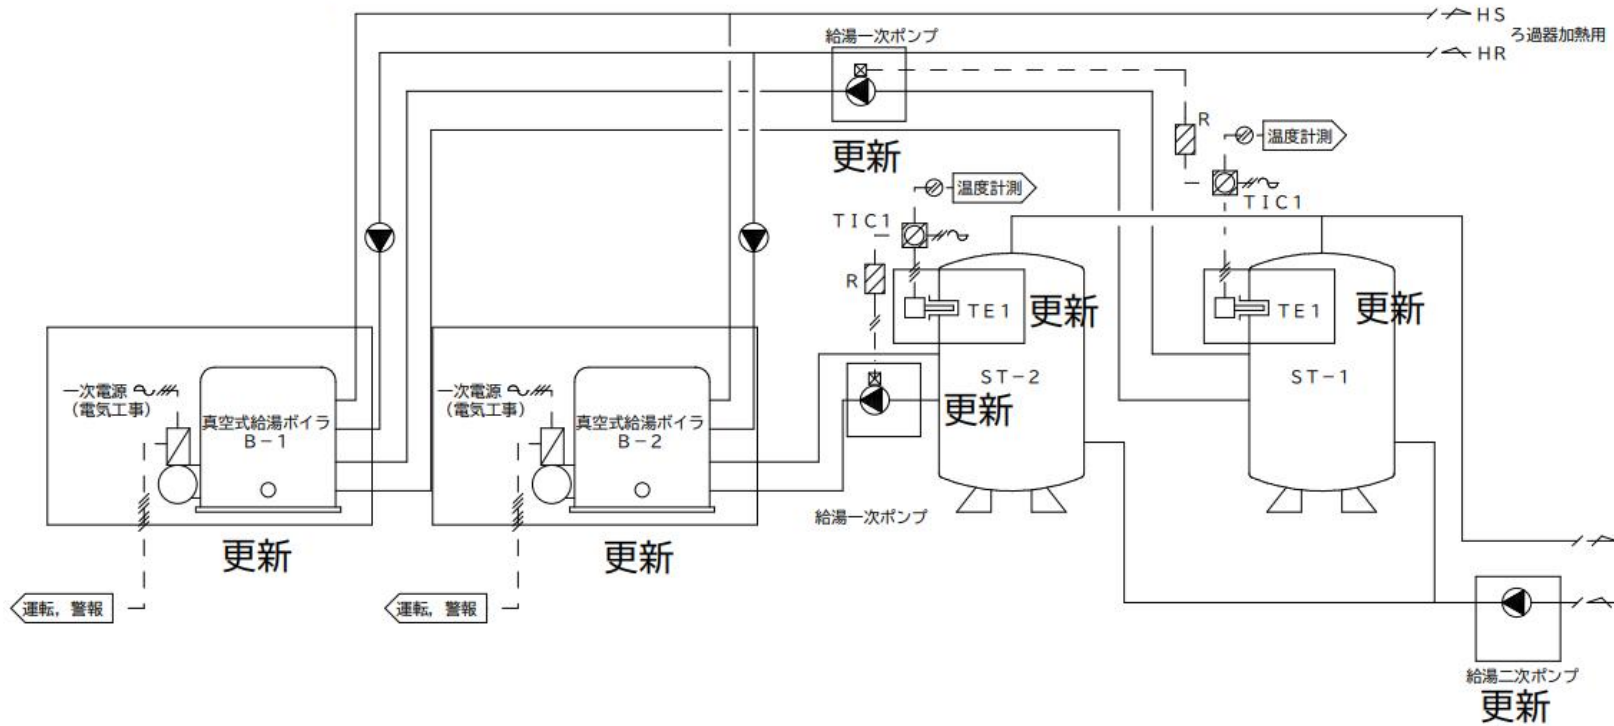 HS
ろ過器加熱用
HR
給湯一次ポンプ
更新
R
温度計測
TIC1
温度計測
TIC1
R
TE1
更新
TE1
更新
ST-2
ST-1
更新
一次電源
(電気工事)
真空式給湯ボイラ
B-1
一次電源
(電気工事)
真空式給湯ボイラ
B-2
給湯一次ポンプ
更新
更新
運転,警報
運転,警報
給湯二次ポンプ
更新